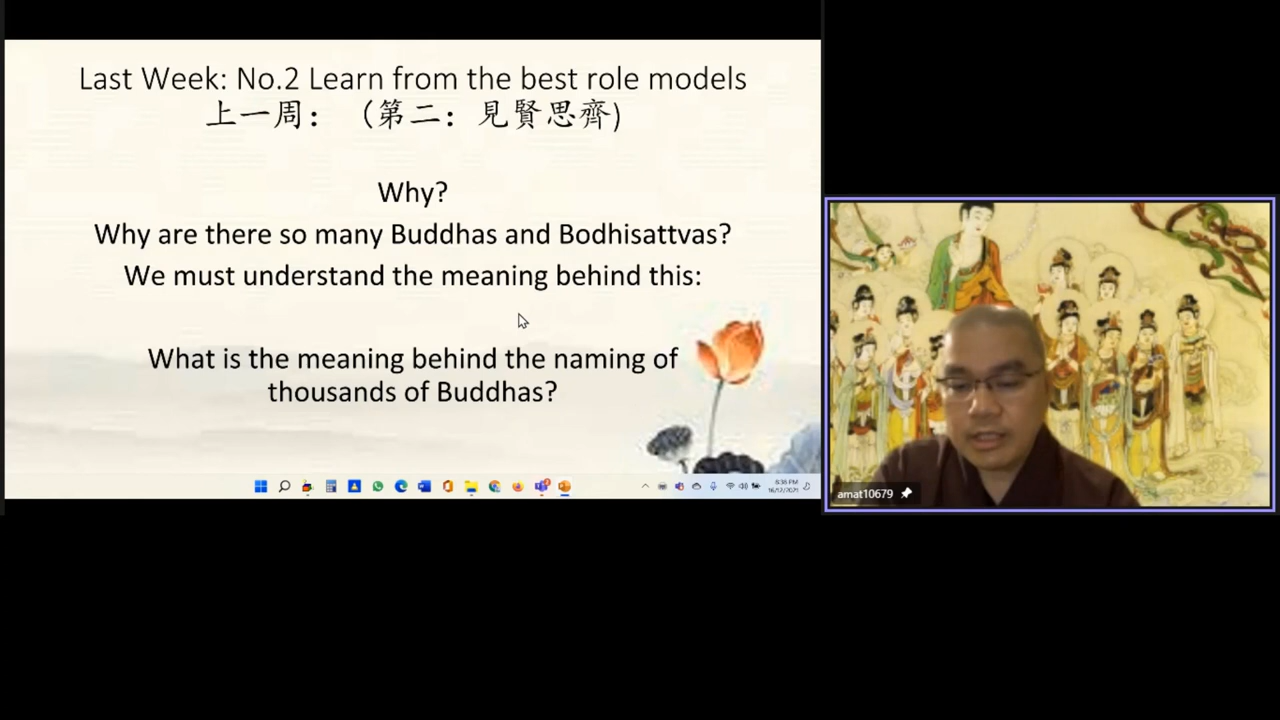 Last Week: No.2 Learn from the best role models
上一周：（第二：見賢思齊)
Why?
Why are there so many Buddhas and Bodhisattvas?
We must understand the meaning behind this:
What is the meaning behind the naming of
thousands of Buddhas?
amat10679